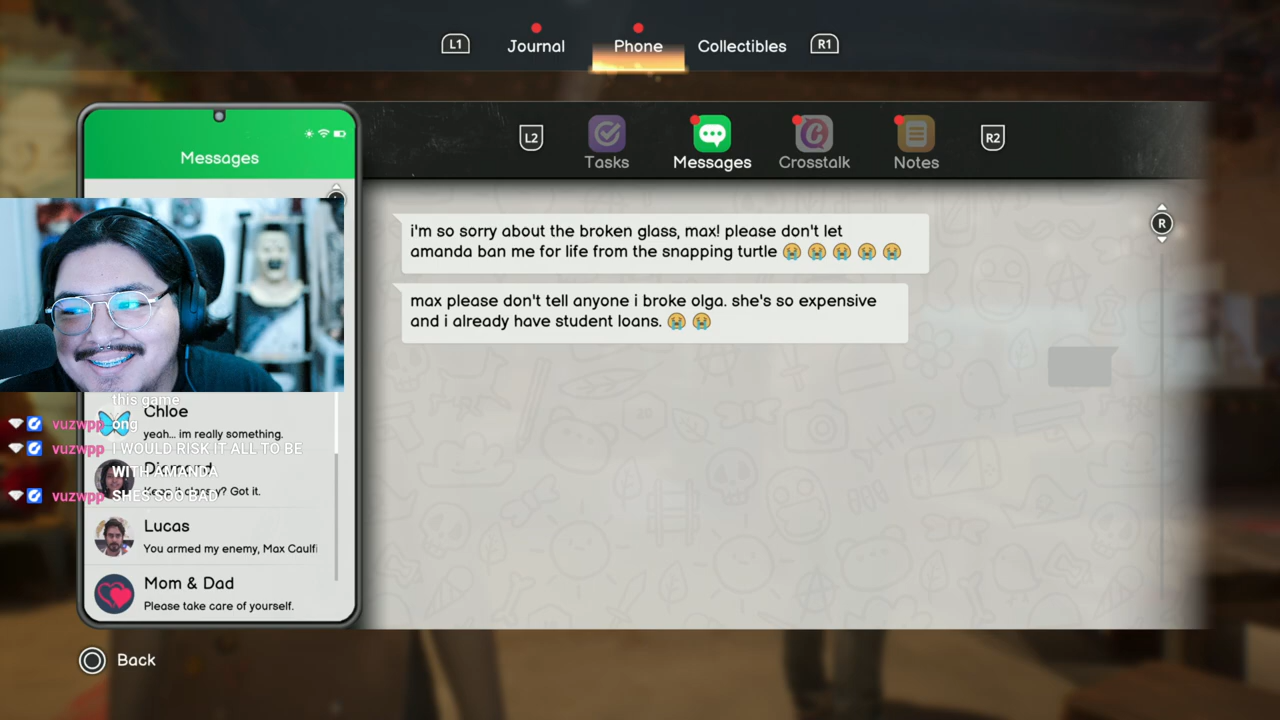 L1
Journal
Phone
Collectibles
R1
L2
Tasks
Messages
Crosstalk
Notes
R2
Messages
i'm so sorry about the broken glass, max! please don't let
amanda ban me for life from the snapping turtle 😭 😭 😭 😭 😭
max please don't tell anyone i broke olga. she's so expensive
and i already have student loans. 😭 😭
R
this game
Chloe
vuzwpp ong
yeah... im really something.
vuzwpp I WOULD RISK IT ALL TO BE
WITH AMANDA
Diamond
Keep it classy? Got it.
vuzwpp SHES SOO BAD
Lucas
You armed my enemy, Max Caulfi
Mom & Dad
Please take care of yourself.
Back